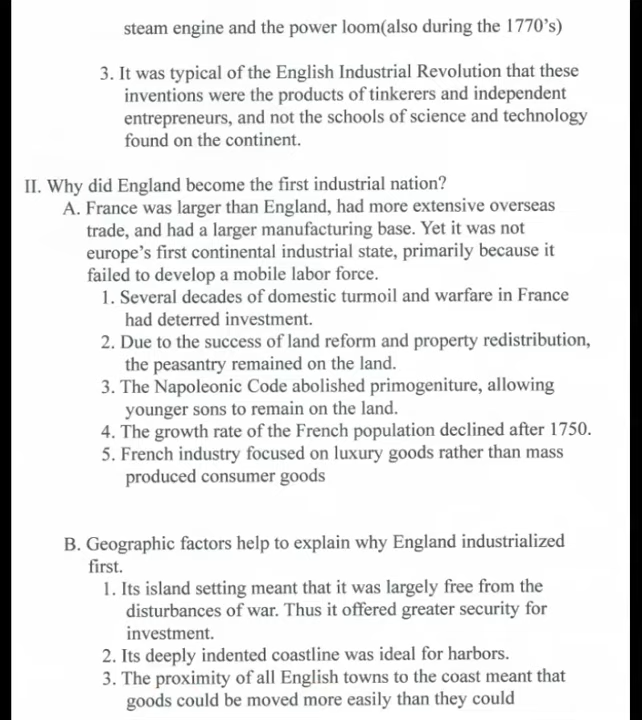 steam engine and the power loom(also during the 1770's)
3. It was typical of the English Industrial Revolution that these
inventions were the products of tinkerers and independent
entrepreneurs, and not the schools of science and technology
found on the continent.
II. Why did England become the first industrial nation?
A. France was larger than England, had more extensive overseas
trade, and had a larger manufacturing base. Yet it was not
europe's first continental industrial state, primarily because it
failed to develop a mobile labor force.
1. Several decades of domestic turmoil and warfare in France
had deterred investment.
2. Due to the success of land reform and property redistribution,
the peasantry remained on the land.
3. The Napoleonic Code abolished primogeniture, allowing
younger sons to remain on the land.
4. The growth rate of the French population declined after 1750.
5. French industry focused on luxury goods rather than mass
produced consumer goods
B. Geographic factors help to explain why England industrialized
first.
1. Its island setting meant that it was largely free from the
disturbances of war. Thus it offered greater security for
investment.
2. Its deeply indented coastline was ideal for harbors.
3. The proximity of all English towns to the coast meant that
goods could be moved more easily than they could